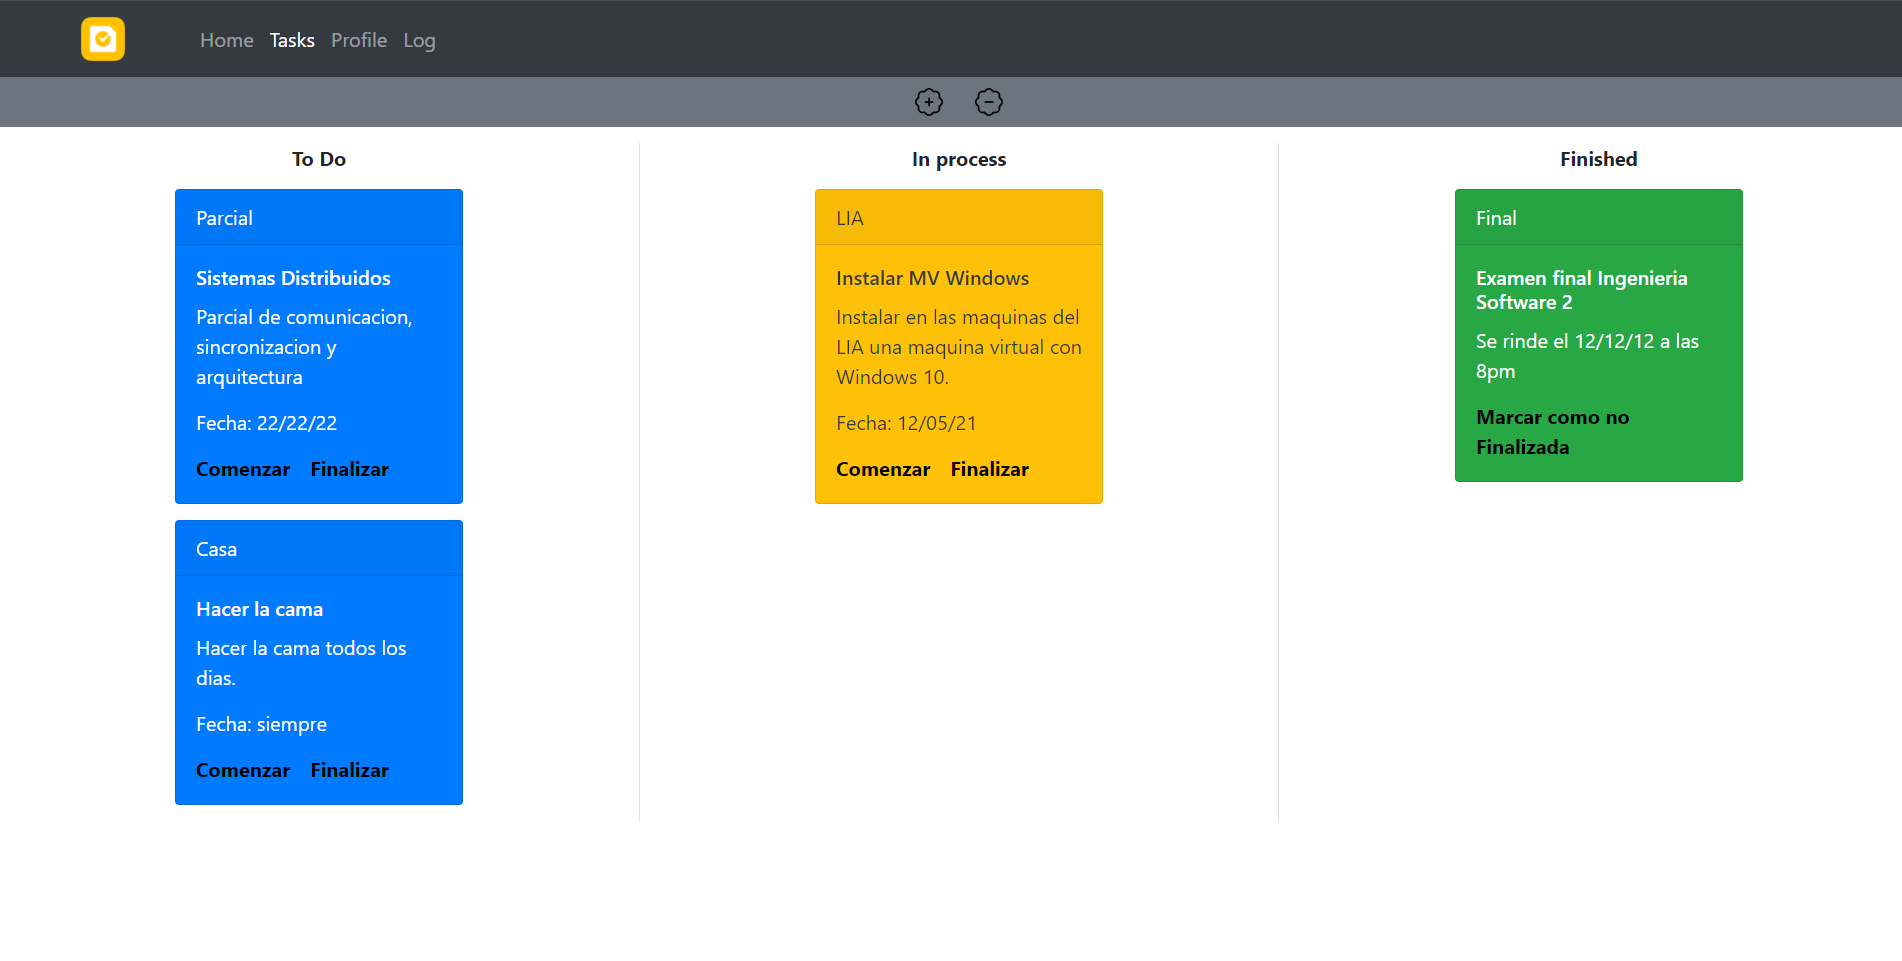 Home Tasks Profile Log
To Do
Parcial
Sistemas Distribuidos
Parcial de comunicacion,
sincronizacion y
arquitectura
Fecha: 22/22/22
Comenzar Finalizar
Casa
Hacer la cama
Hacer la cama todos los
dias.
Fecha: siempre
Comenzar Finalizar
In process
LIA
Instalar MV Windows
Instalar en las maquinas del
LIA una maquina virtual con
Windows 10.
Fecha: 12/05/21
Comenzar Finalizar
Finished
Final
Examen final Ingenieria
Software 2
Se rinde el 12/12/12 a las
8pm
Marcar como no
Finalizada